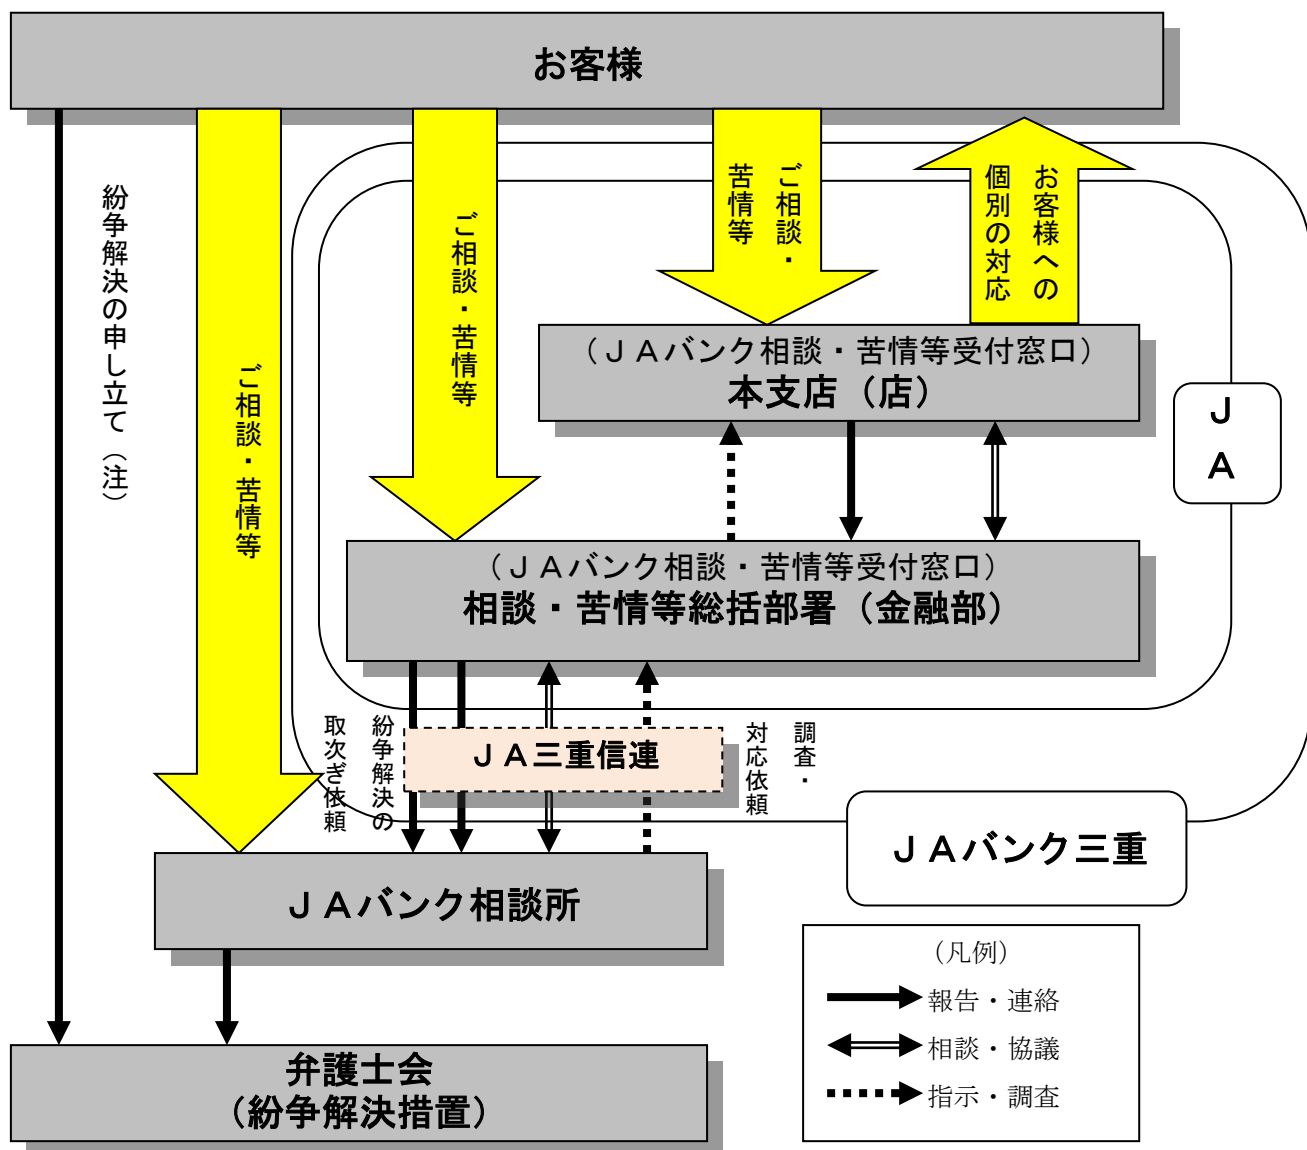 お客様
紛争解決の申し立て（注）
ご相談・苦情等
ご相談・苦情等
ご相談・
苦情等
お客様への
個別の対応
（ＪＡバンク相談・苦情等受付窓口）
本支店（店）
Ｊ
Ａ
（ＪＡバンク相談・苦情等受付窓口）
相談・苦情等総括部署（金融部）
紛争解決の
取次ぎ依頼
ＪＡ三重信連
調査・
対応依頼
ＪＡバンク三重
ＪＡバンク相談所
（凡例）
報告・連絡
相談・協議
指示・調査
弁護士会
（紛争解決措置）